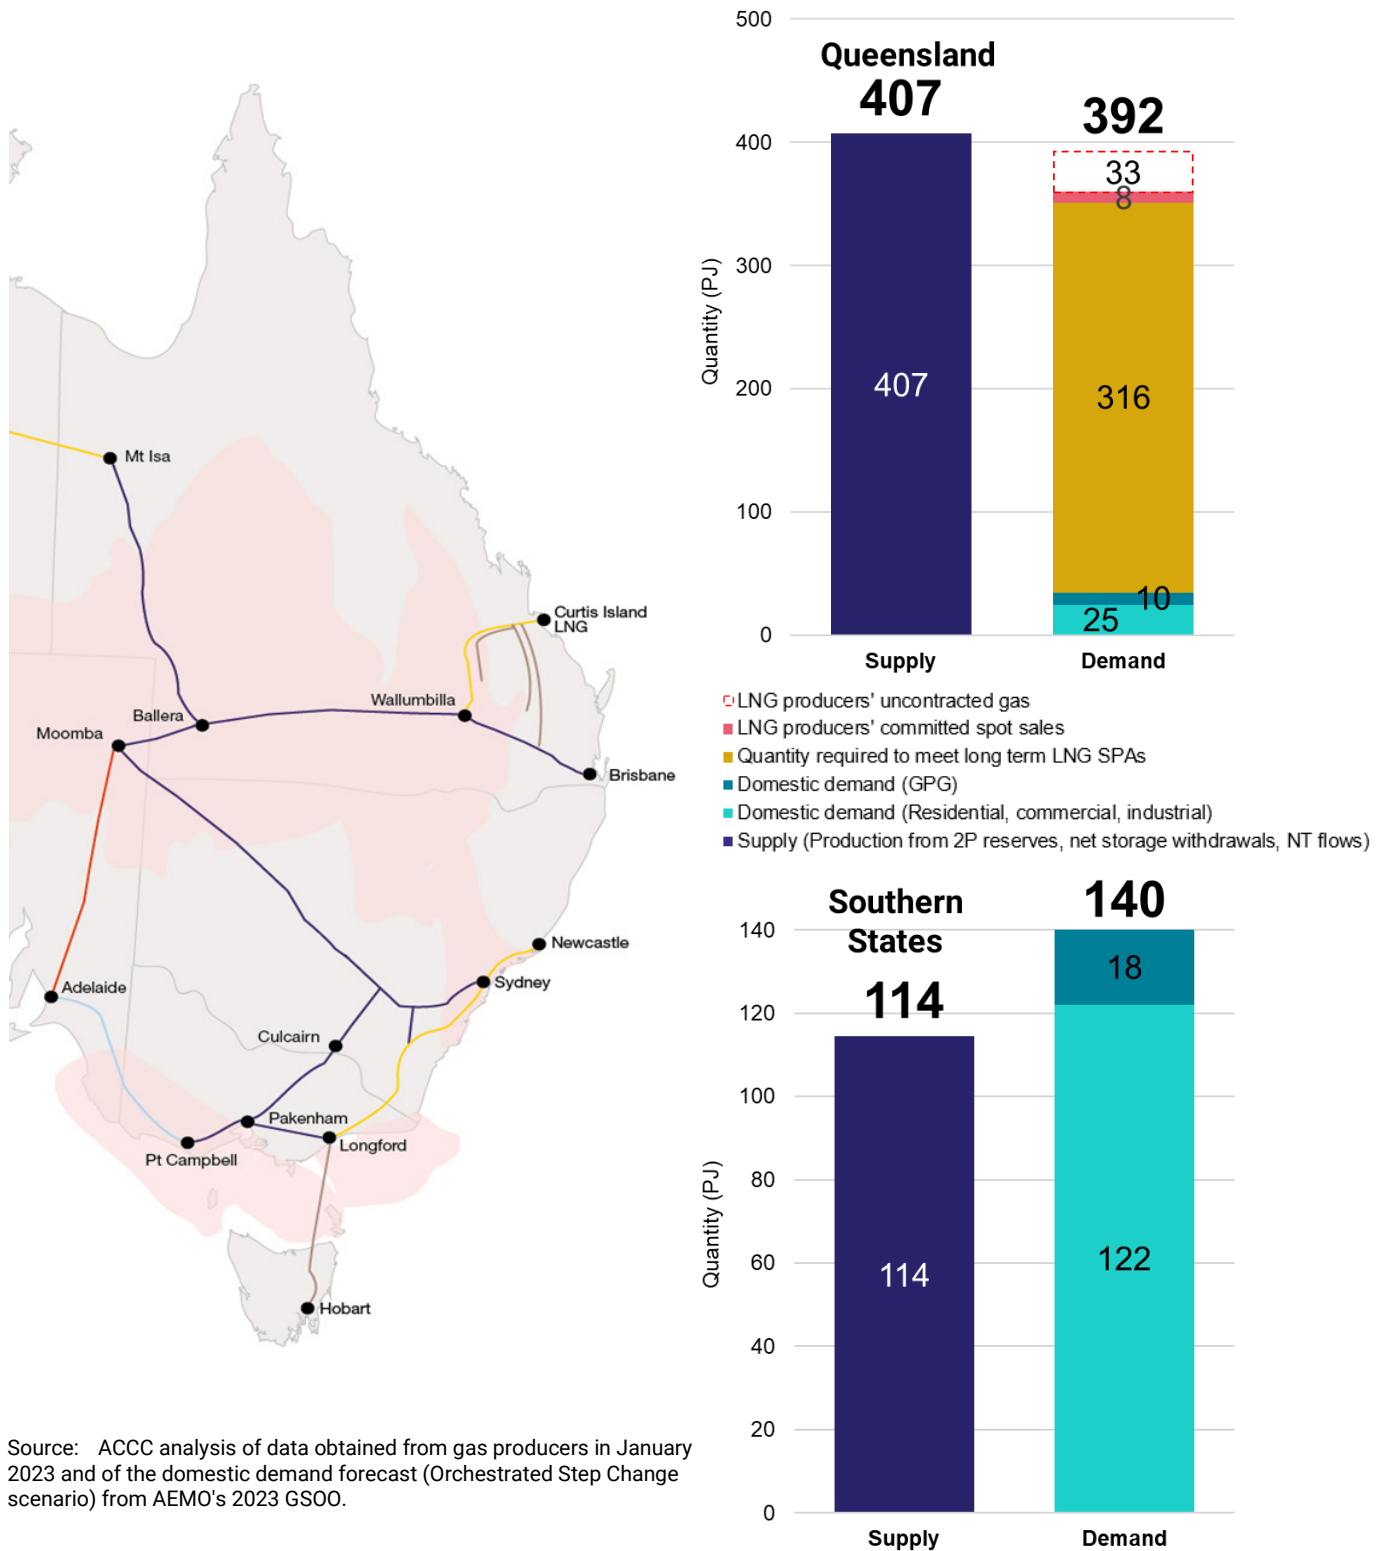 Mt Isa
Curtis Island
LNG
Wallumbilla
Ballera
Moomba
Brisbane
Newcastle
Sydney
Adelaide
Culcairn
Pakenham
Longford
Pt Campbell
Hobart
Source: ACCC analysis of data obtained from gas producers in January
2023 and of the domestic demand forecast (Orchestrated Step Change
scenario) from AEMO's 2023 GSOO.
Queensland
407
392
Quantity (PJ)
500
400
300
200
100
0
407
33
8
316
10
25
Supply
Demand
LNG producers' uncontracted gas
LNG producers' committed spot sales
Quantity required to meet long term LNG SPAs
Domestic demand (GPG)
Domestic demand (Residential, commercial, industrial)
Supply (Production from 2P reserves, net storage withdrawals, NT flows)
Southern
States
114
140
Quantity (PJ)
140
120
100
80
60
40
20
0
114
18
122
Supply
Demand